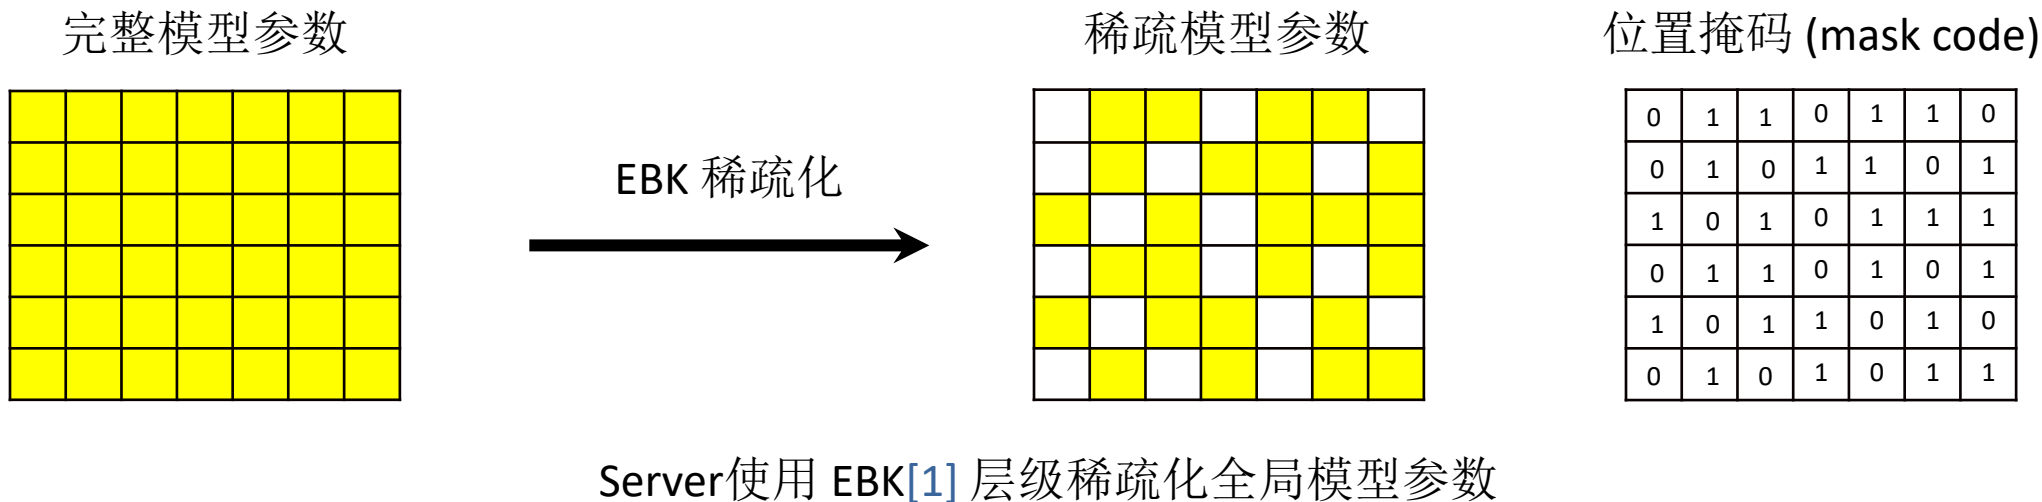 完整模型参数
稀疏模型参数
位置掩码 (mask code)
EBK 稀疏化
0 1 1 0 1 1 0
0 1 0 1 1 0 1
1 0 1 0 1 1 1
0 1 1 0 1 0 1
1 0 1 1 0 1 0
0 1 0 1 0 1 1
Server使用 EBK[1] 层级稀疏化全局模型参数